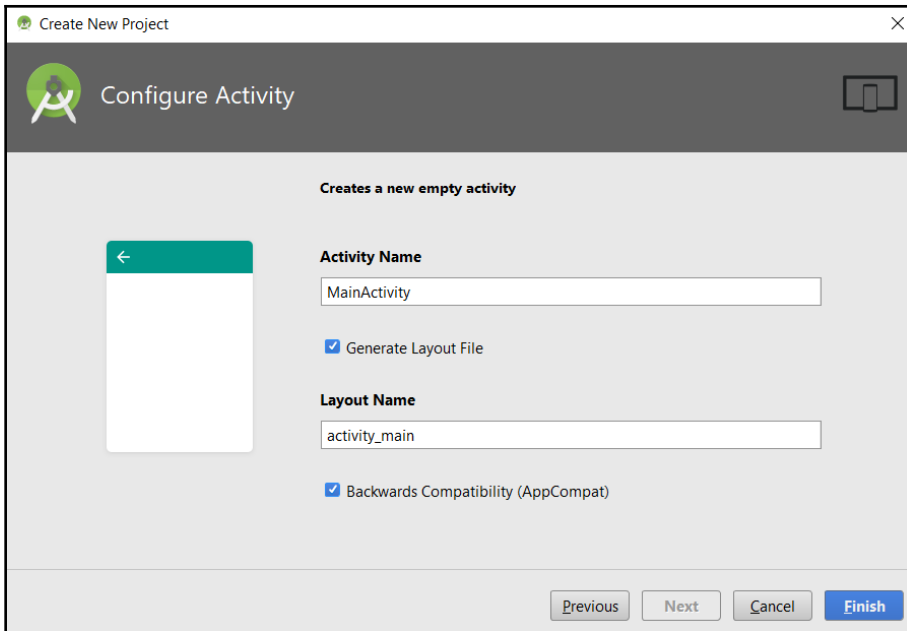 Create New Project
Configure Activity
Creates a new empty activity
Activity Name
MainActivity
Generate Layout File
Layout Name
activity_main
Backwards Compatibility (AppCompat)
Previous Next Cancel Finish